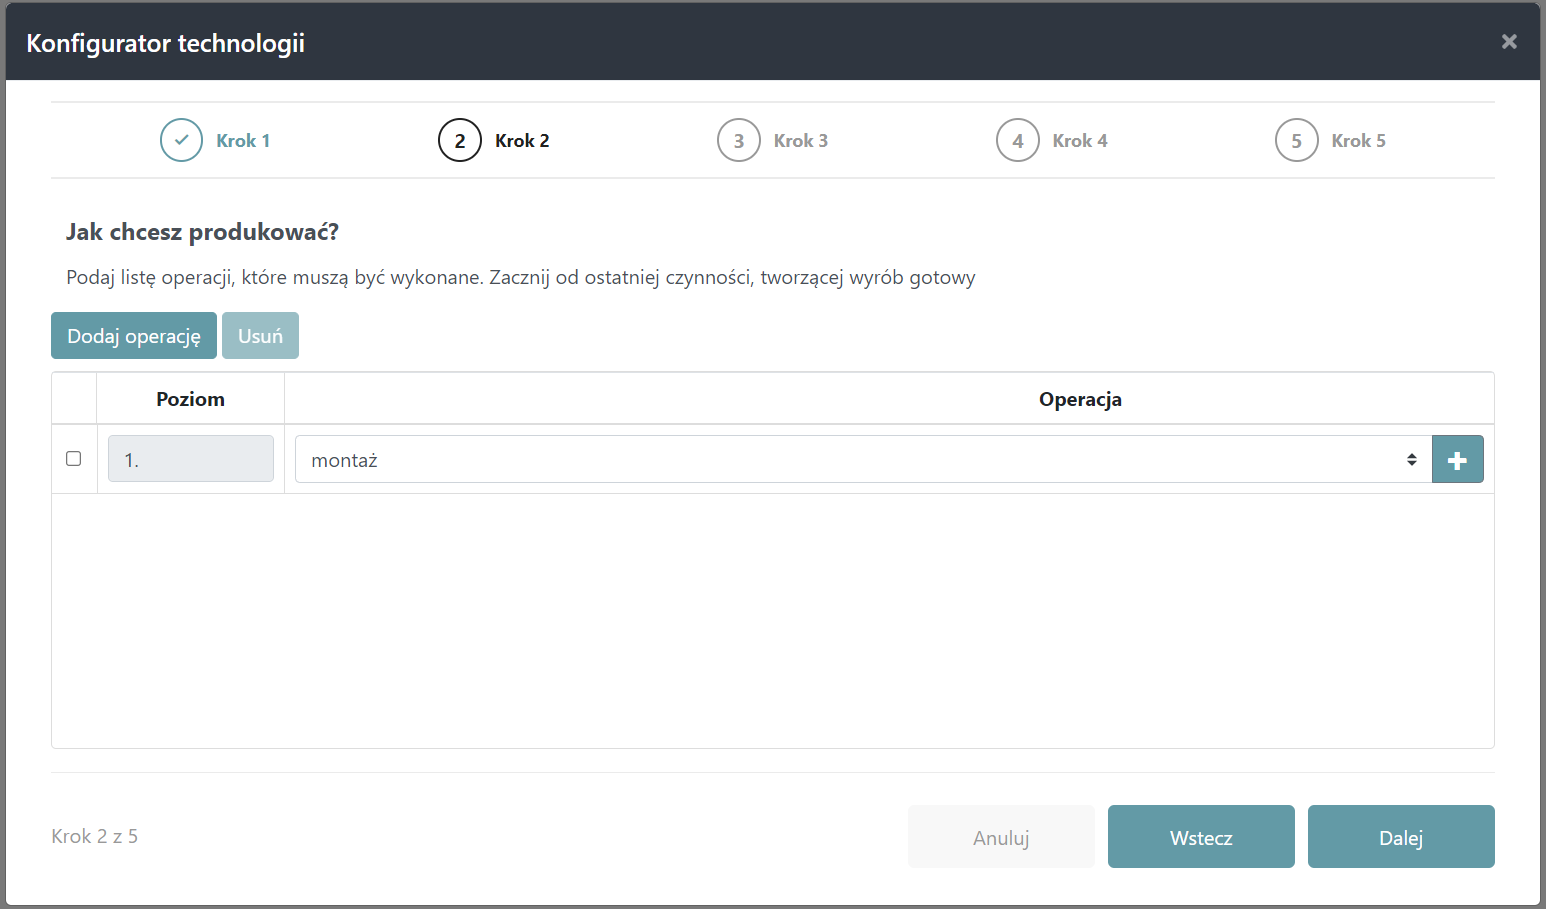 Konfigurator technologii
Krok 1
2 Krok 2
3 Krok 3
4 Krok 4
5 Krok 5
Jak chcesz produkować?
Podaj listę operacji, które muszą być wykonane. Zacznij od ostatniej czynności, tworzącej wyrób gotowy
Dodaj operację Usuń
Poziom Operacja
1. montaż
Krok 2 z 5 Anuluj Wstecz Dalej